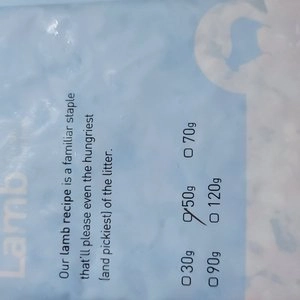 Lamb
Our lamb recipe is a familiar staple
that'll please even the hungriest
(and pickiest) of the litter.
30g 50g 70g
90g 120g